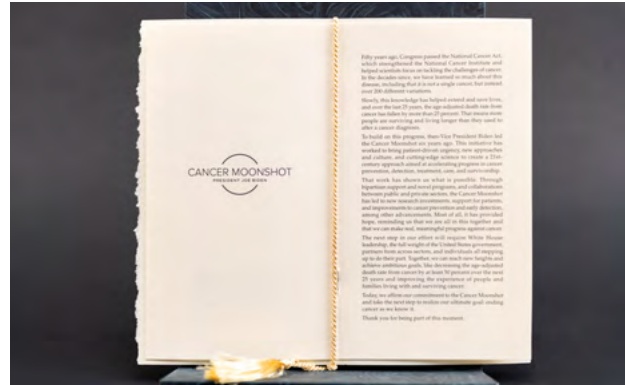 CANCER MOONSHOT
PRESIDENT JOE BIDEN
Fifty years ago, Congress passed the National Cancer Act,
which strengthened the National Cancer Institute and
helped scientists focus on tackling the challenges of cancer.
In the decades since, we have learned so much about this
disease, including that it is not a single cancer, but instead
over 200 different variations.
Slowly, this knowledge has helped extend and save lives,
and over the last 25 years, the age-adjusted death rate from
cancer has fallen by more than 25 percent. That means more
people are surviving and living longer than they used to
after a cancer diagnosis.
To build on this progress, then-Vice President Biden led
the Cancer Moonshot six years ago. This initiative has
worked to bring patient-driven urgency, new approaches
and culture, and cutting-edge science to create a 21st-
century approach aimed at accelerating progress in cancer
prevention, detection, treatment, care, and survivorship.
That work has shown us what is possible. Through
bipartisan support and novel programs, and collaborations
between public and private sectors, the Cancer Moonshot
has led to new research investments, support for patients,
and improvements to cancer prevention and early detection,
among other advancements. Most of all, it has provided
hope, reminding us that we are all in this together and
that we can make real, meaningful progress against cancer.
The next step in our effort will require White House
leadership, the full weight of the United States government,
partners from across sectors, and individuals all stepping
up to do their part. Together, we can reach new heights and
achieve ambitious goals, like decreasing the age-adjusted
death rate from cancer by at least 50 percent over the next
25 years and improving the experience of people and
families living with and surviving cancer.
Today, we affirm our commitment to the Cancer Moonshot
and take the next step to realize our ultimate goal: ending
cancer as we know it.
Thank you for being part of this moment.